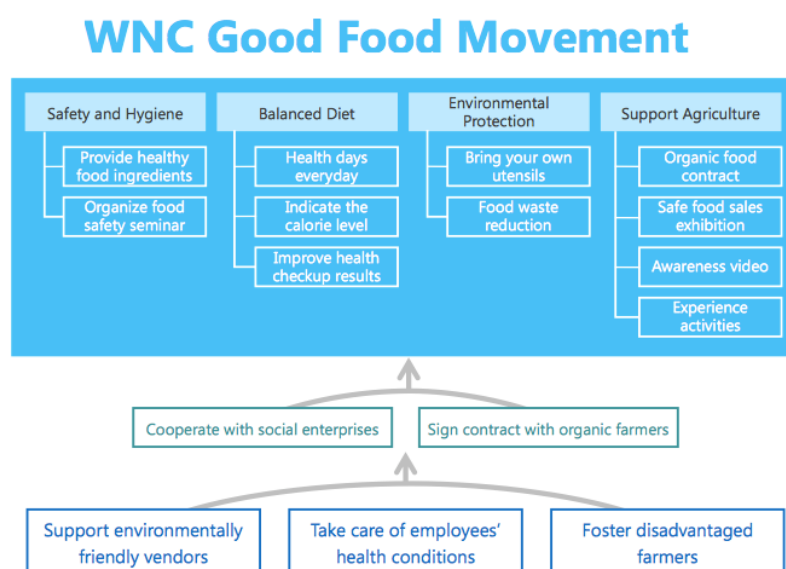 WNC Good Food Movement
Safety and Hygiene
Provide healthy
food ingredients
Organize food
safety seminar
Balanced Diet
Health days
everyday
Indicate the
calorie level
Improve health
checkup results
Environmental
Protection
Bring your own
utensils
Food waste
reduction
Support Agriculture
Organic food
contract
Safe food sales
exhibition
Awareness video
Experience
activities
Cooperate with social enterprises
Sign contract with organic farmers
Support environmentally
friendly vendors
Take care of employees'
health conditions
Foster disadvantaged
farmers